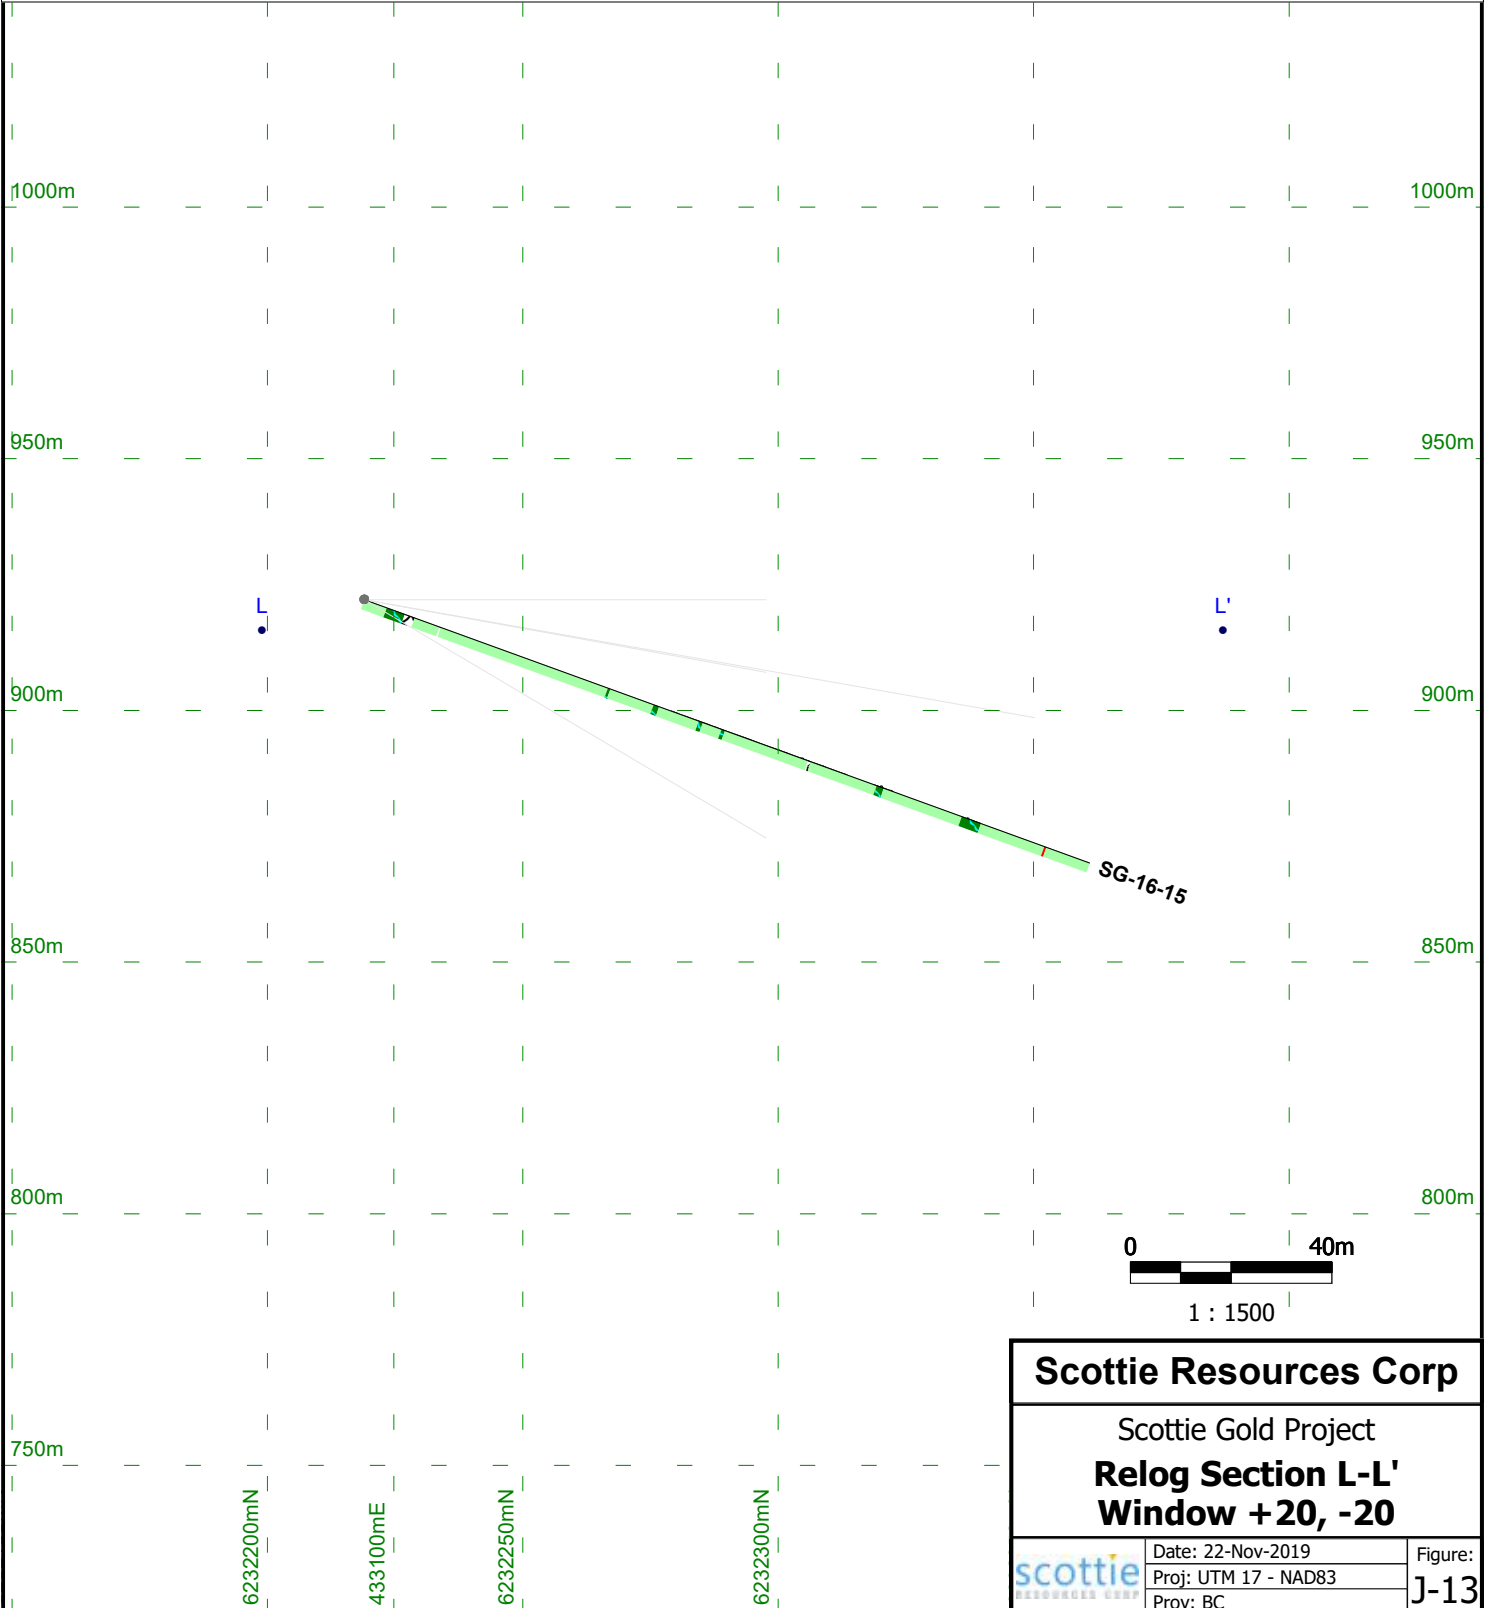 1000m
1000m
950m
950m
L
L'
900m
900m
SG-16-15
850m
850m
800m
800m
0 40m
1 : 1500
Scottie Resources Corp
Scottie Gold Project
Relog Section L-L'
Window +20, -20
750m
6232200mN
433100mE
6232250mN
6232300mN
scottie
RESOURCES CORP
Date: 22-Nov-2019
Proj: UTM 17 - NAD83
Prov: BC
Figure:
J-13